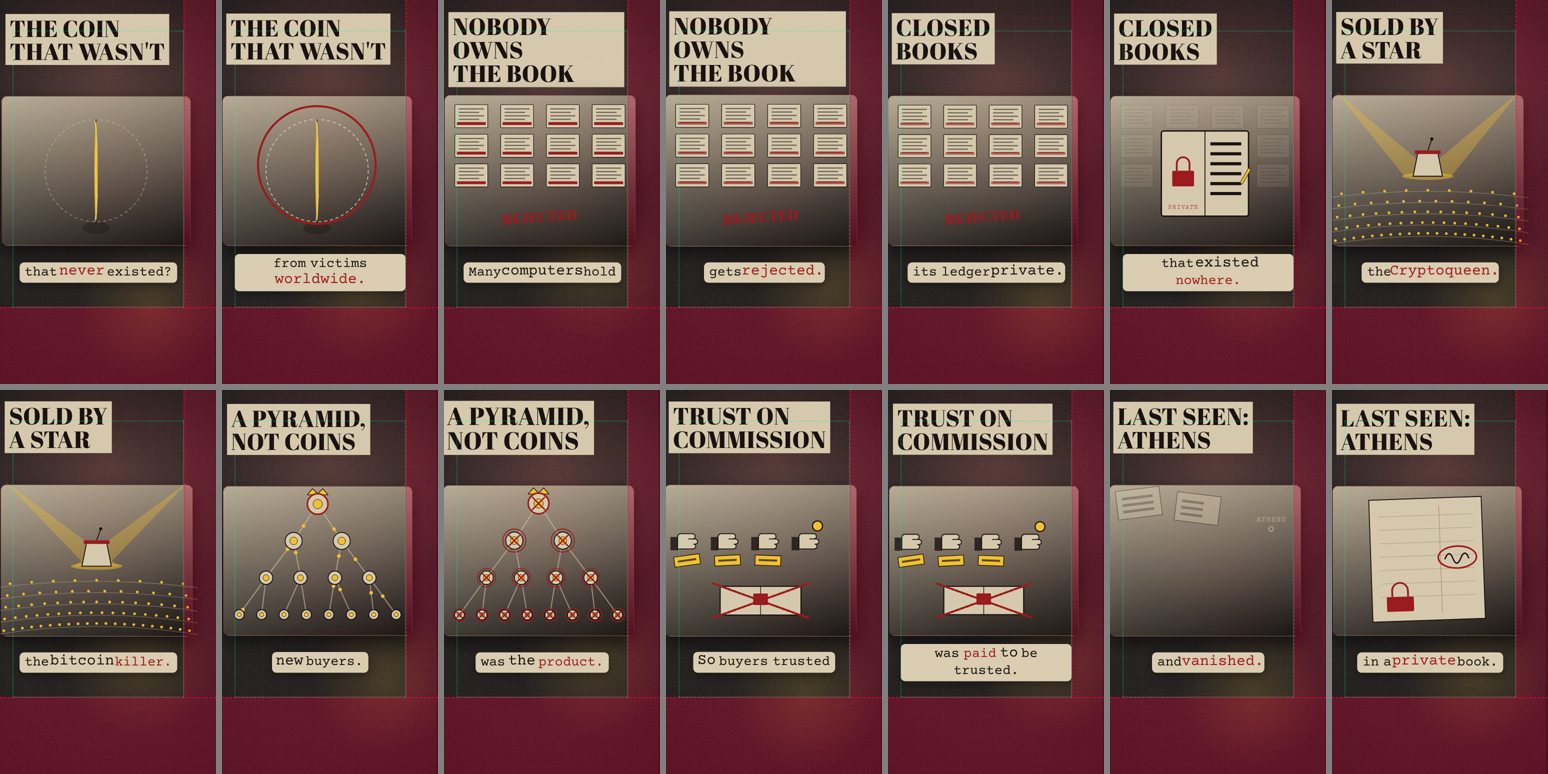 THE COIN
THAT WASN'T
that never existed?
THE COIN
THAT WASN'T
from victims
worldwide.
NOBODY
OWNS
THE BOOK
REJECTED
Many computers hold
NOBODY
OWNS
THE BOOK
REJECTED
gets rejected.
CLOSED
BOOKS
REJECTED
its ledger private.
CLOSED
BOOKS
PRIVATE
that existed
nowhere.
SOLD BY
A STAR
the Cryptoqueen.
SOLD BY
A STAR
the bitcoin killer.
A PYRAMID,
NOT COINS
new buyers.
A PYRAMID,
NOT COINS
was the product.
TRUST ON
COMMISSION
So buyers trusted
TRUST ON
COMMISSION
was paid to be
trusted.
LAST SEEN:
ATHENS
ATHENS
and vanished.
LAST SEEN:
ATHENS
in a private book.